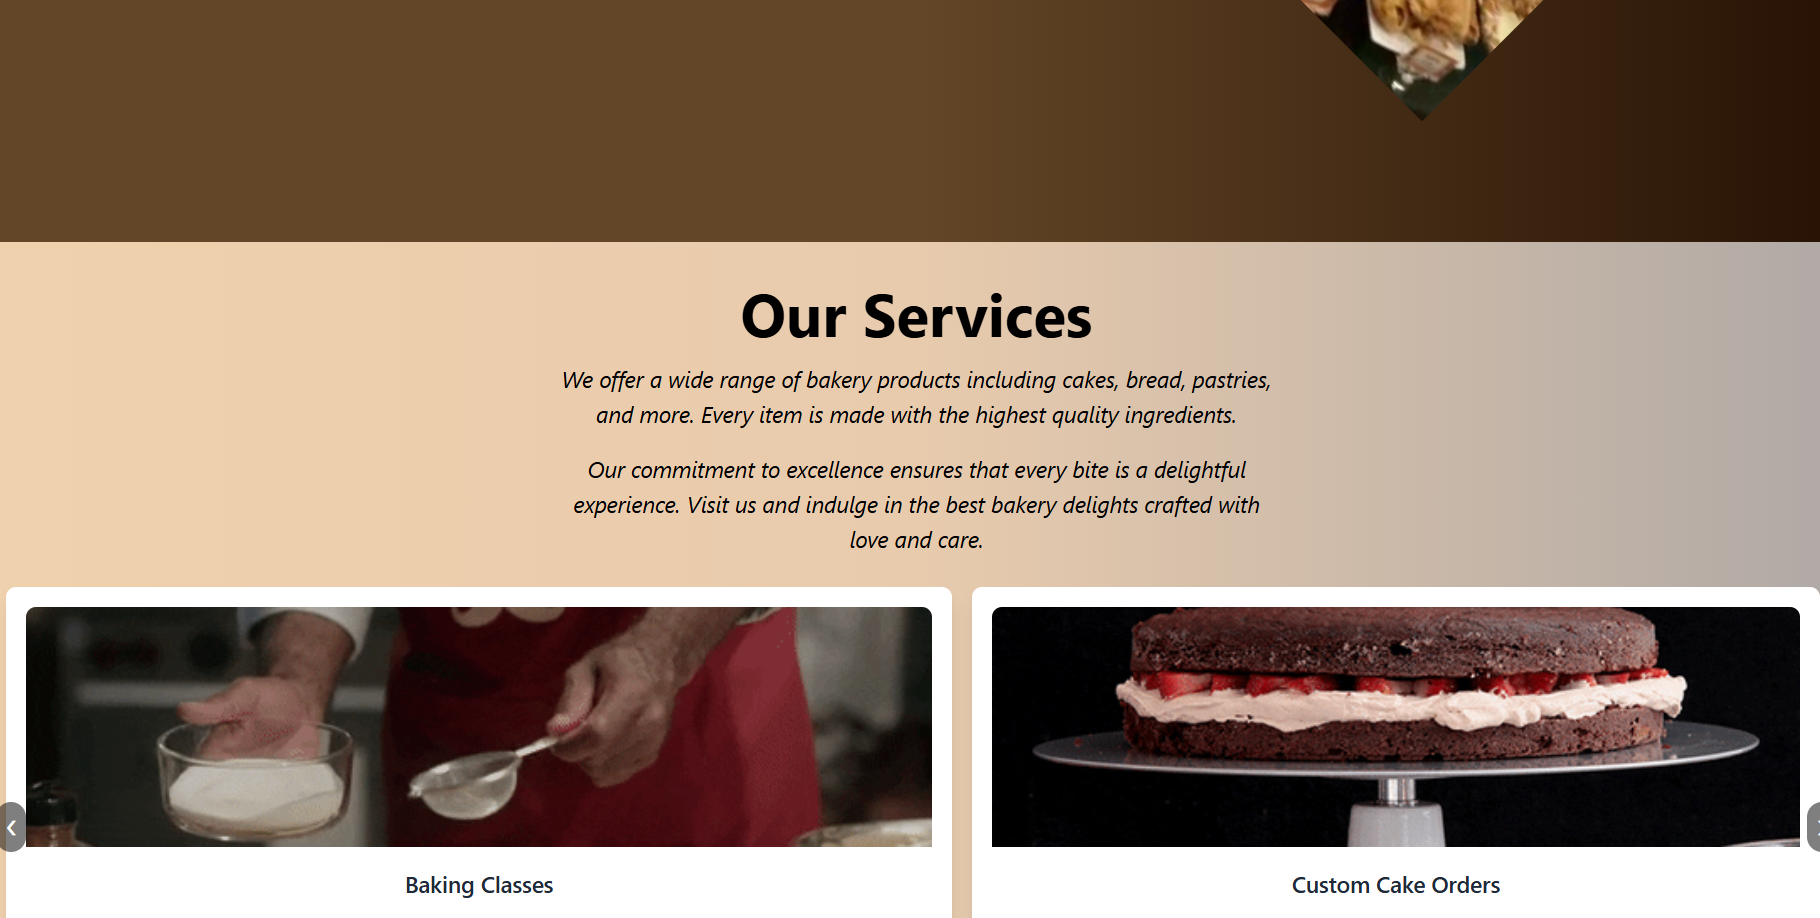 Our Services
We offer a wide range of bakery products including cakes, bread, pastries,
and more. Every item is made with the highest quality ingredients.
Our commitment to excellence ensures that every bite is a delightful
experience. Visit us and indulge in the best bakery delights crafted with
love and care.
Baking Classes
Custom Cake Orders